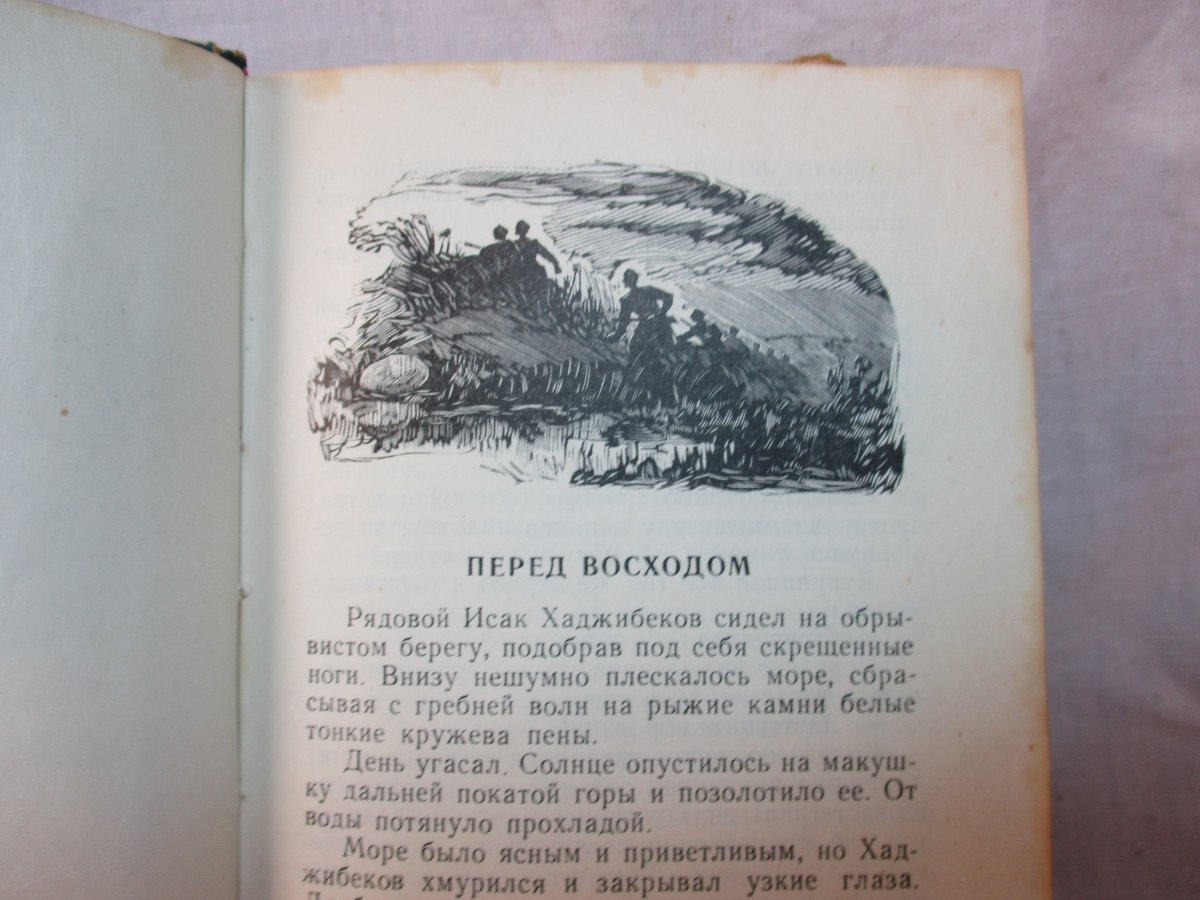 ПЕРЕД ВОСХОДОМ
Рядовой Исак Хаджибеков сидел на обры-
вистом берегу, подобрав под себя скрещенные
ноги. Внизу нешумно плескалось море, сбра-
сывая с гребней волн на рыжие камни белые
тонкие кружева пены.
День угасал. Солнце опустилось на макуш-
ку дальней покатой горы и позолотило ее. От
воды потянуло прохладой.
Море было ясным и приветливым, но Хад-
жибеков хмурился и закрывал узкие глаза.